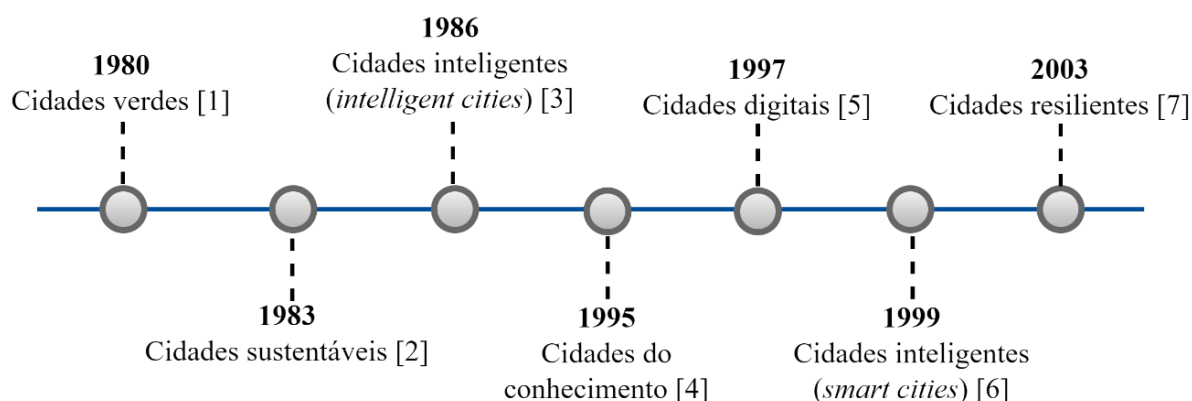 1980
Cidades verdes [1]
1983
Cidades sustentáveis [2]
1986
Cidades inteligentes
(intelligent cities) [3]
1995
Cidades do
conhecimento [4]
1997
Cidades digitais [5]
1999
Cidades inteligentes
(smart cities) [6]
2003
Cidades resilientes [7]